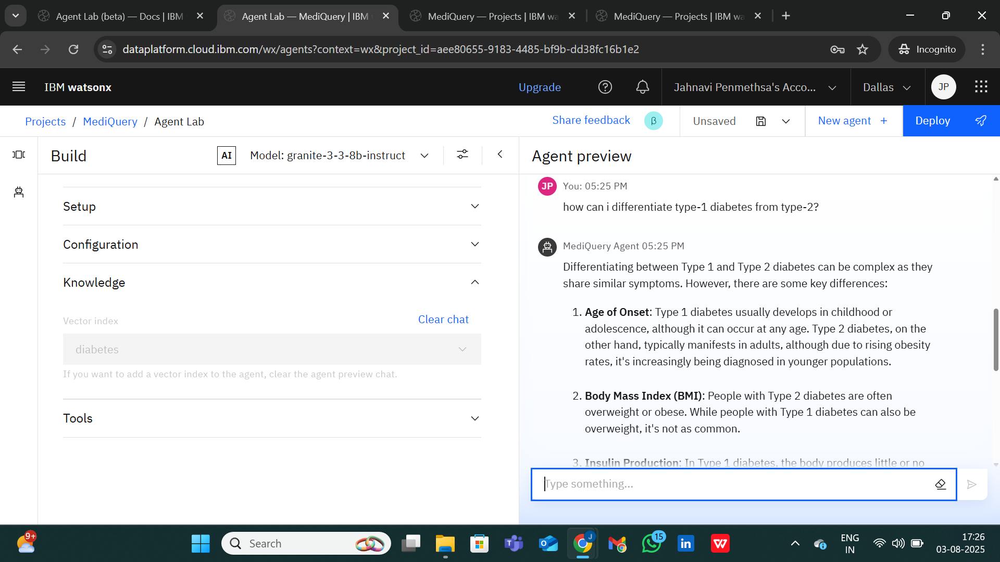 Agent Lab (beta) — Docs | IBM
Agent Lab — MediQuery | IBM
MediQuery — Projects | IBM wa
MediQuery — Projects | IBM wa
dataplatform.cloud.ibm.com/wx/agents?context=wx&project_id=aee80655-9183-4485-bf9b-dd38fc16b1e2
Incognito
IBM watsonx
Upgrade
Jahnavi Penmethsa's Acco...
Dallas
JP
Projects / MediQuery / Agent Lab
Share feedback
β
Unsaved
New agent +
Deploy
Build
AI
Model: granite-3-3-8b-instruct
Setup
Configuration
Knowledge
Vector index
Clear chat
diabetes
If you want to add a vector index to the agent, clear the agent preview chat.
Tools
Agent preview
JP
You: 05:25 PM
how can i differentiate type-1 diabetes from type-2?
MediQuery Agent 05:25 PM
Differentiating between Type 1 and Type 2 diabetes can be complex as they
share similar symptoms. However, there are some key differences:
1. Age of Onset: Type 1 diabetes usually develops in childhood or
adolescence, although it can occur at any age. Type 2 diabetes, on the
other hand, typically manifests in adults, although due to rising obesity
rates, it's increasingly being diagnosed in younger populations.
2. Body Mass Index (BMI): People with Type 2 diabetes are often
overweight or obese. While people with Type 1 diabetes can also be
overweight, it's not as common.
3. Insulin Production: In Type 1 diabetes, the body produces little or no
Type something...
9+
Search
J
15
ENG
IN
17:26
03-08-2025